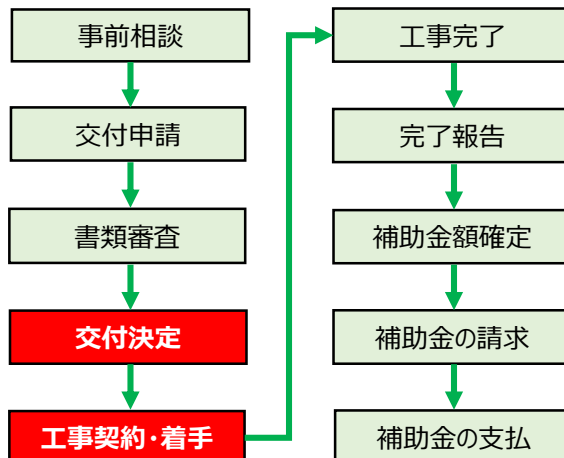 事前相談
交付申請
書類審査
交付決定
工事契約・着手
工事完了
完了報告
補助金額確定
補助金の請求
補助金の支払